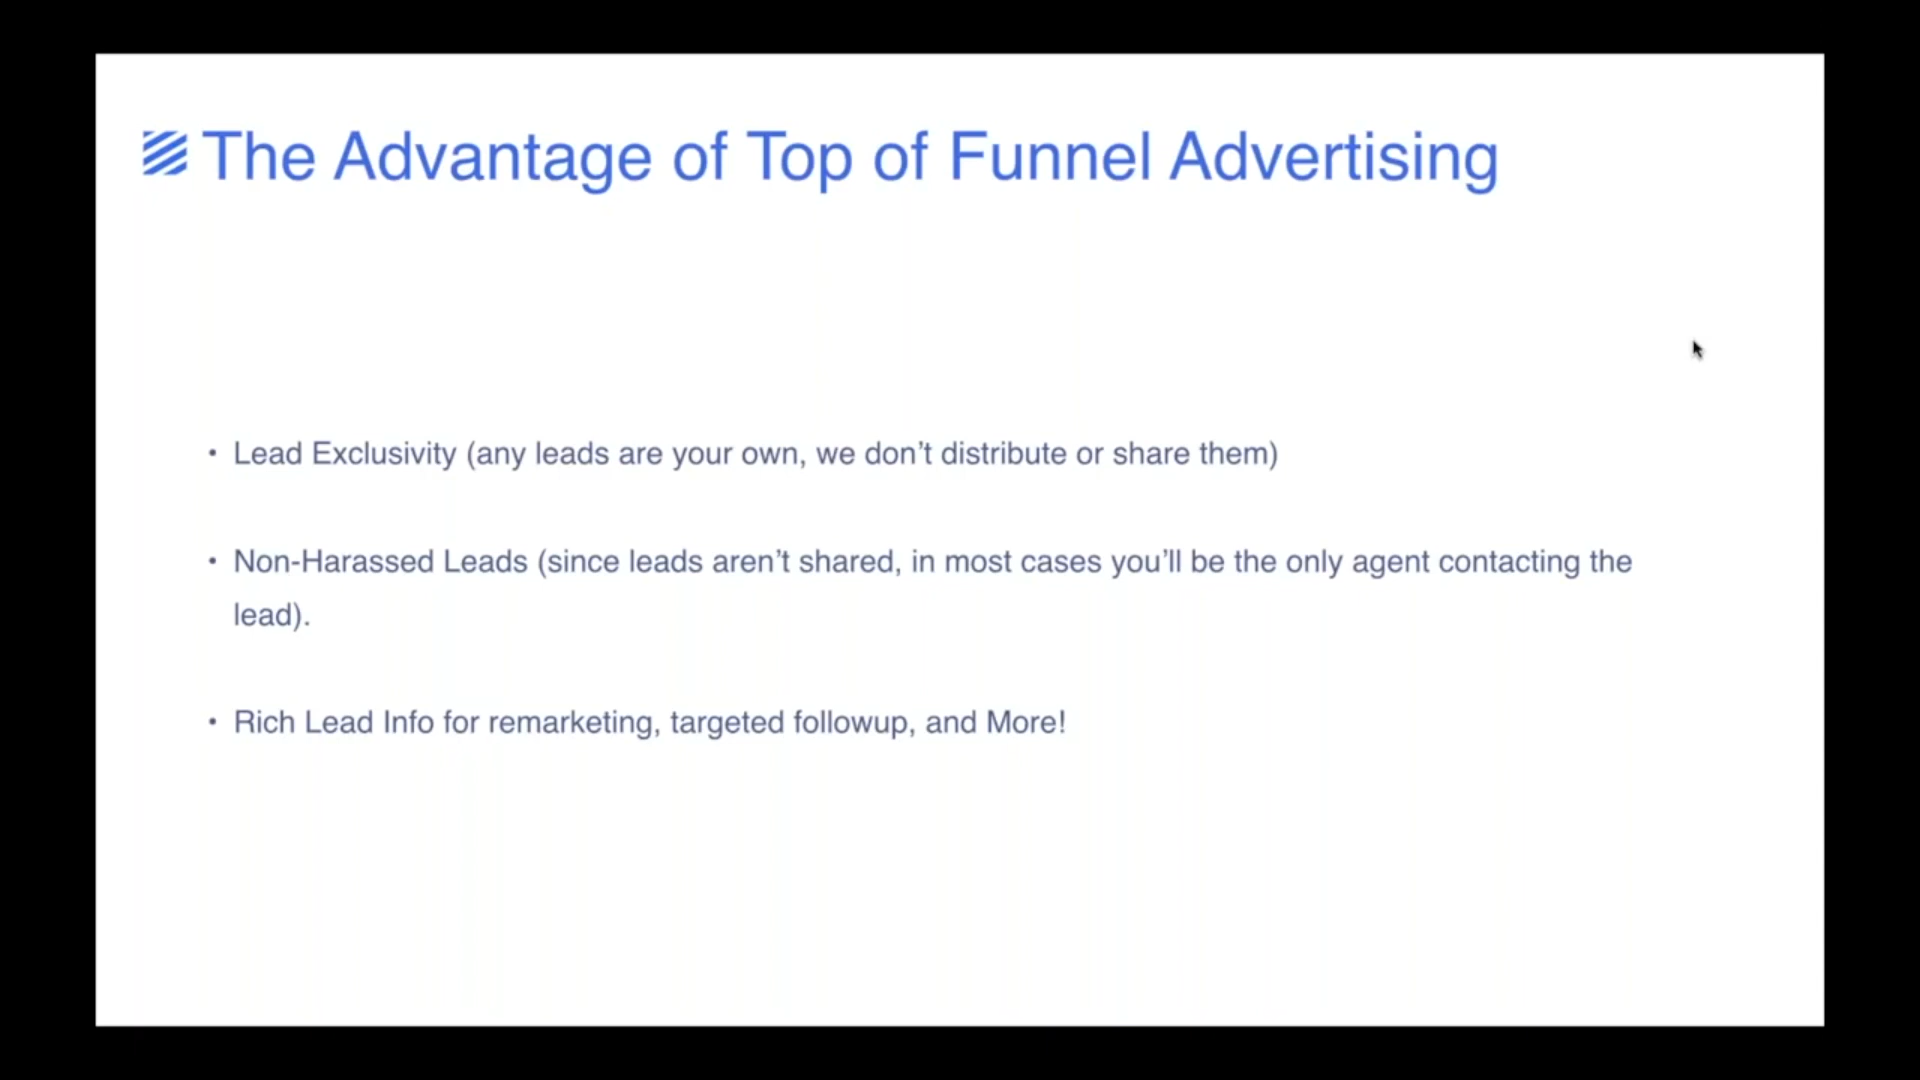 The Advantage of Top of Funnel Advertising
• Lead Exclusivity (any leads are your own, we don’t distribute or share them)
• Non-Harassed Leads (since leads aren’t shared, in most cases you’ll be the only agent contacting the
lead).
• Rich Lead Info for remarketing, targeted followup, and More!